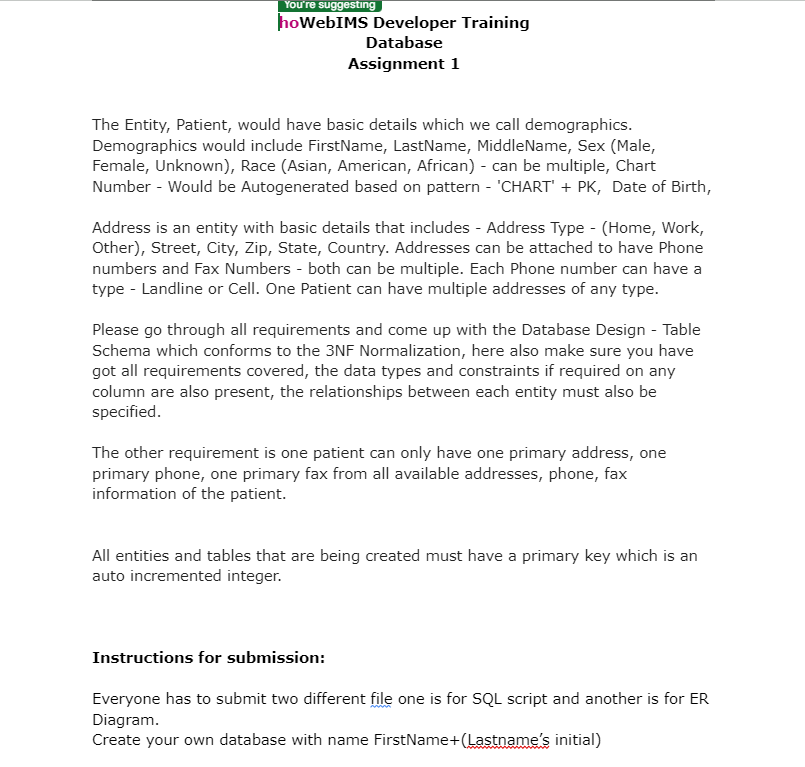 You're suggesting
hoWebIMS Developer Training
Database
Assignment 1
The Entity, Patient, would have basic details which we call demographics.
Demographics would include FirstName, LastName, MiddleName, Sex (Male,
Female, Unknown), Race (Asian, American, African) - can be multiple, Chart
Number - Would be Autogenerated based on pattern - 'CHART' + PK,  Date of Birth,
Address is an entity with basic details that includes - Address Type - (Home, Work,
Other), Street, City, Zip, State, Country. Addresses can be attached to have Phone
numbers and Fax Numbers - both can be multiple. Each Phone number can have a
type - Landline or Cell. One Patient can have multiple addresses of any type.
Please go through all requirements and come up with the Database Design - Table
Schema which conforms to the 3NF Normalization, here also make sure you have
got all requirements covered, the data types and constraints if required on any
column are also present, the relationships between each entity must also be
specified.
The other requirement is one patient can only have one primary address, one
primary phone, one primary fax from all available addresses, phone, fax
information of the patient.
All entities and tables that are being created must have a primary key which is an
auto incremented integer.
Instructions for submission:
Everyone has to submit two different file one is for SQL script and another is for ER
Diagram.
Create your own database with name FirstName+(Lastname’s initial)